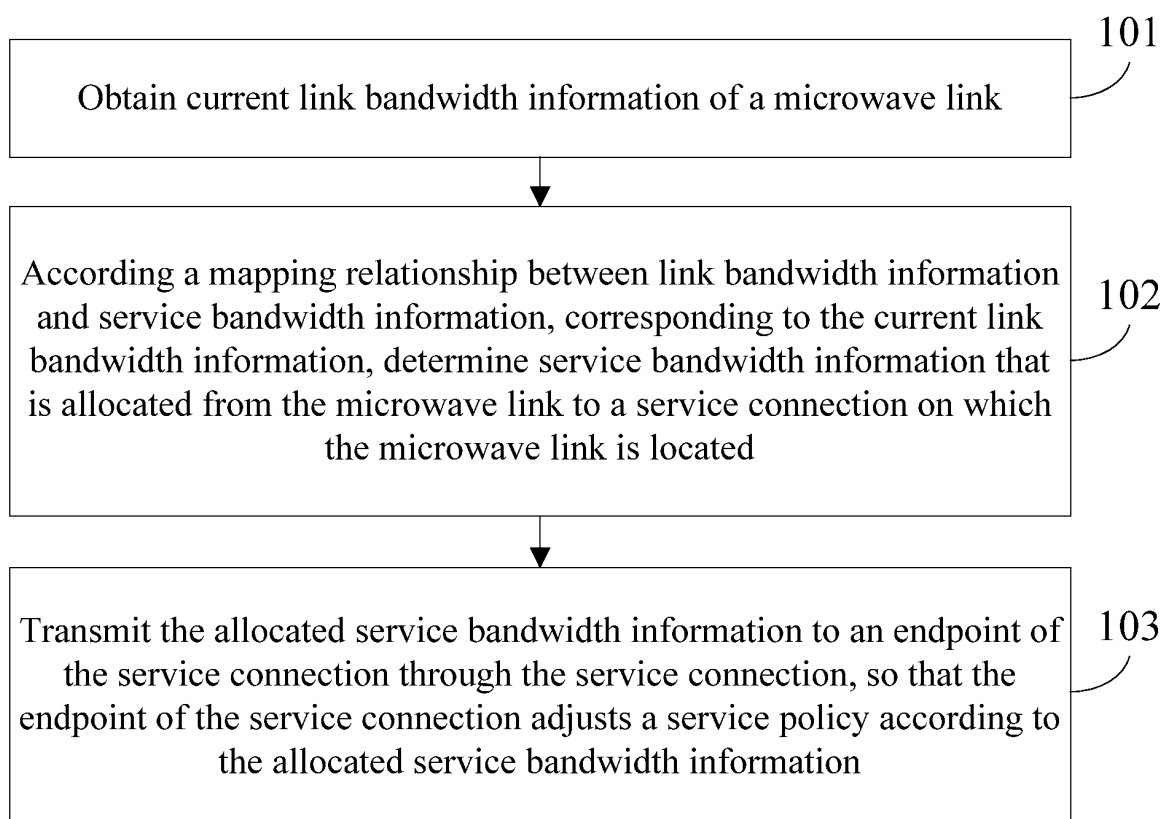 101
Obtain current link bandwidth information of a microwave link
According a mapping relationship between link bandwidth information
and service bandwidth information, corresponding to the current link
bandwidth information, determine service bandwidth information that
is allocated from the microwave link to a service connection on which
the microwave link is located
102
Transmit the allocated service bandwidth information to an endpoint of
the service connection through the service connection, so that the
endpoint of the service connection adjusts a service policy according to
the allocated service bandwidth information
103